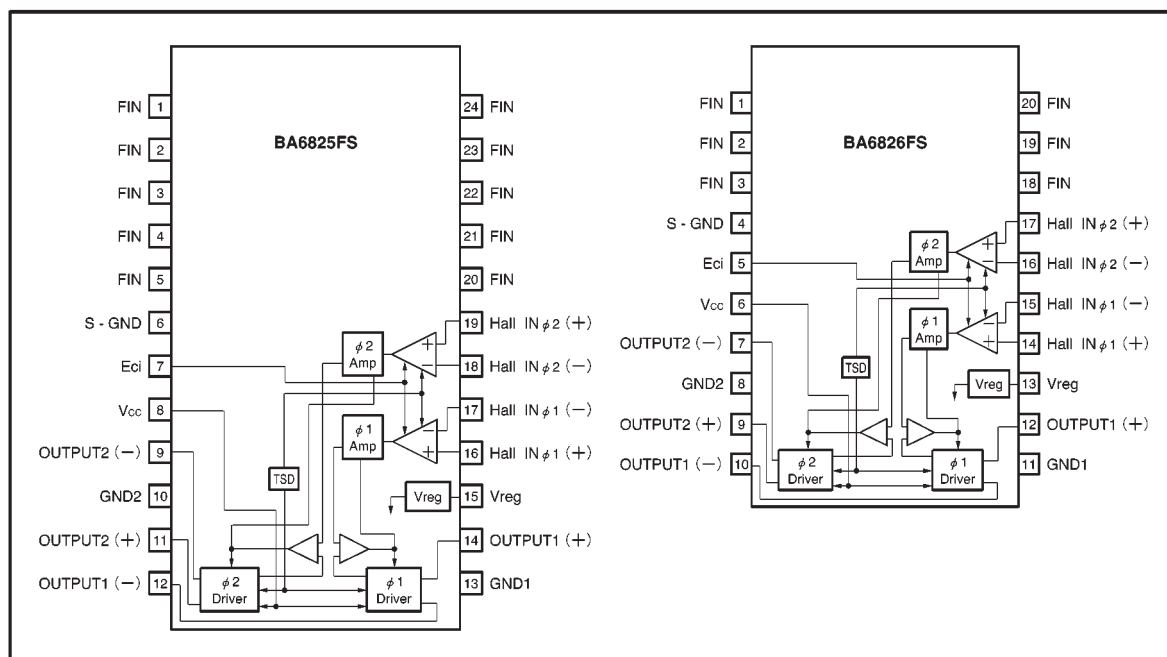 BA6825FS
FIN 1
FIN 2
FIN 3
FIN 4
FIN 5
S - GND 6
Eci 7
Vcc 8
OUTPUT2 (−) 9
GND2 10
OUTPUT2 (+) 11
OUTPUT1 (−) 12
24 FIN
23 FIN
22 FIN
21 FIN
20 FIN
19 Hall IN φ2 (+)
18 Hall IN φ2 (−)
17 Hall IN φ1 (−)
16 Hall IN φ1 (+)
15 Vreg
14 OUTPUT1 (+)
13 GND1
φ2
Amp
+
−
φ1
Amp
−
+
TSD
Vreg
φ2
Driver
φ1
Driver
BA6826FS
FIN 1
FIN 2
FIN 3
S - GND 4
Eci 5
Vcc 6
OUTPUT2 (−) 7
GND2 8
OUTPUT2 (+) 9
OUTPUT1 (−) 10
20 FIN
19 FIN
18 FIN
17 Hall IN φ2 (+)
16 Hall IN φ2 (−)
15 Hall IN φ1 (−)
14 Hall IN φ1 (+)
13 Vreg
12 OUTPUT1 (+)
11 GND1
φ2
Amp
+
−
φ1
Amp
−
+
TSD
Vreg
φ2
Driver
φ1
Driver